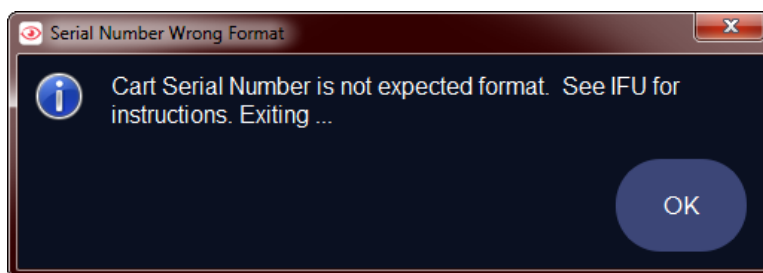 Serial Number Wrong Format
Cart Serial Number is not expected format.  See IFU for
instructions. Exiting ...
OK